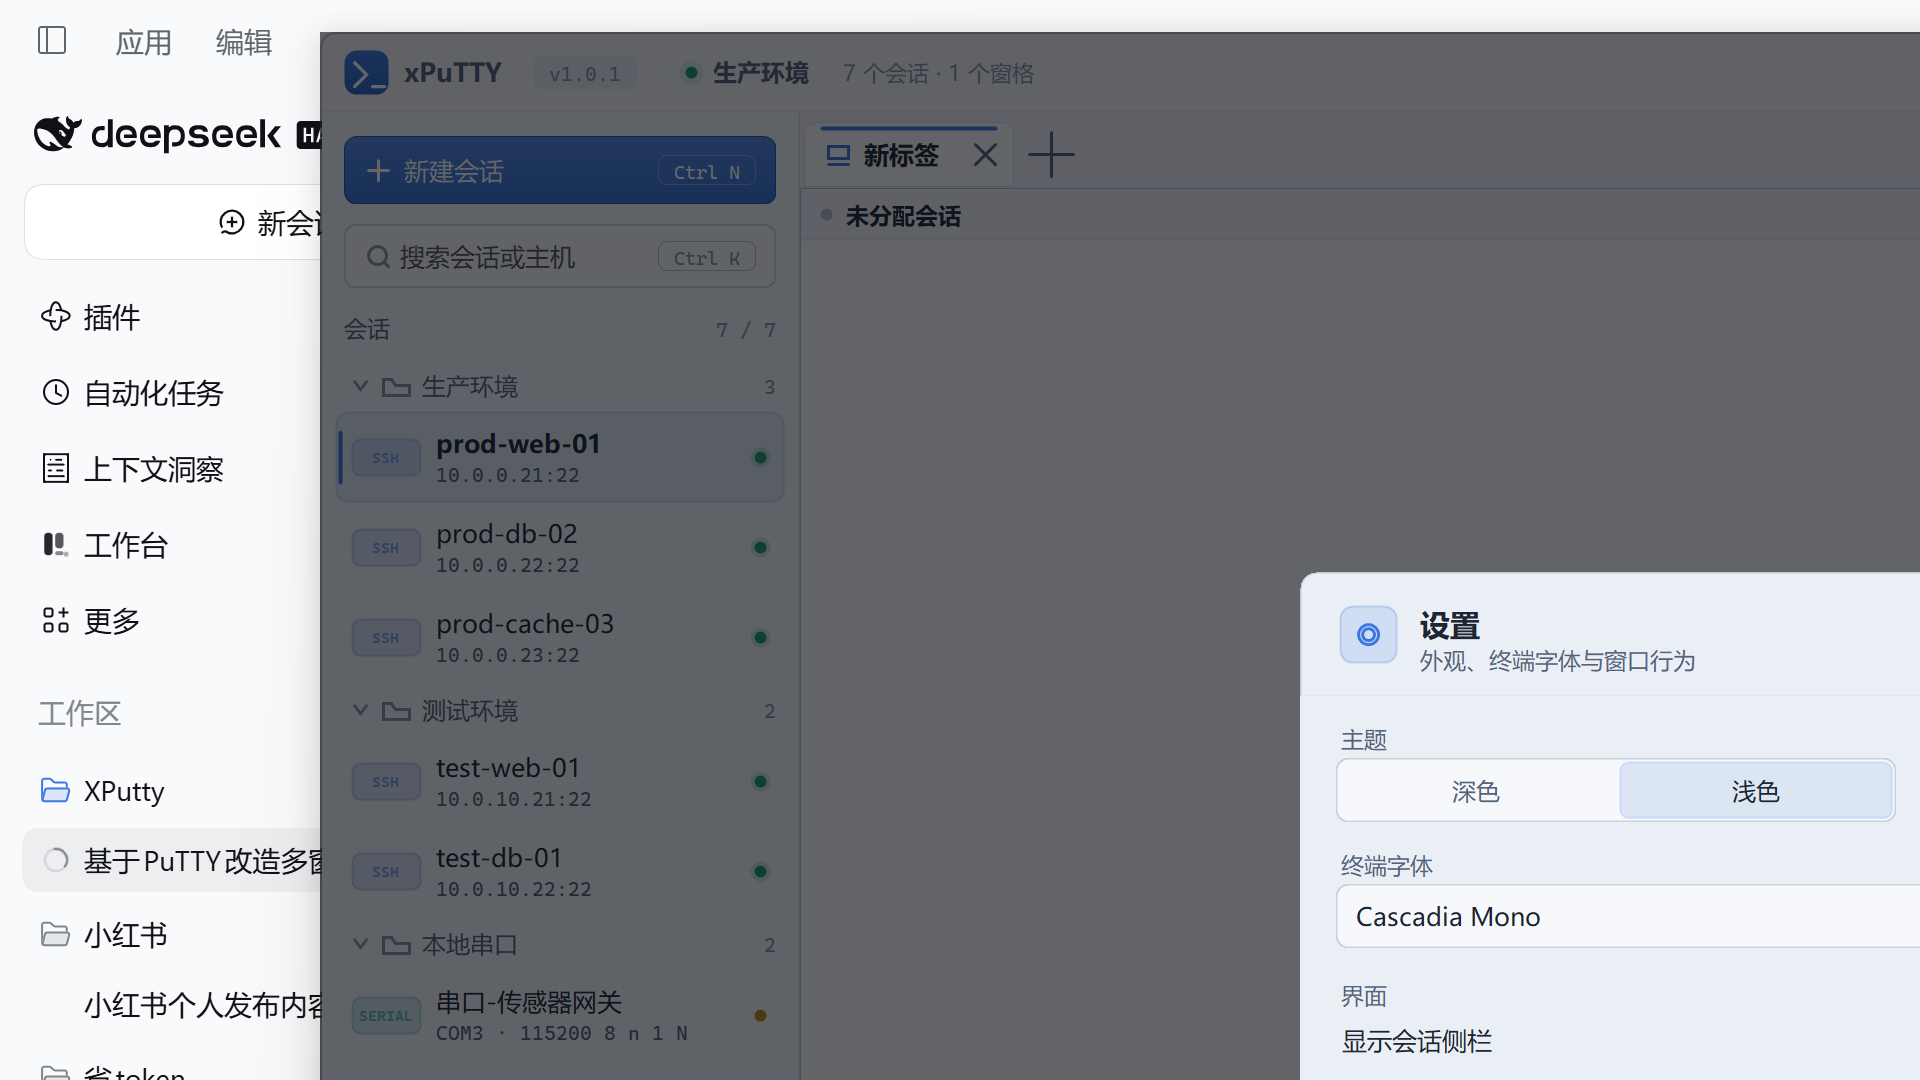 应用
编辑
deepseek
新会
插件
自动化任务
上下文洞察
工作台
更多
工作区
XPutty
基于 PuTTY 改造多
小红书
小红书个人发布内
省 token
xPuTTY
v1.0.1
生产环境
7 个会话 · 1 个窗格
新建会话
Ctrl N
搜索会话或主机
Ctrl K
会话
7 / 7
生产环境
3
SSH
prod-web-01
10.0.0.21:22
SSH
prod-db-02
10.0.0.22:22
SSH
prod-cache-03
10.0.0.23:22
测试环境
2
SSH
test-web-01
10.0.10.21:22
SSH
test-db-01
10.0.10.22:22
本地串口
2
SERIAL
串口-传感器网关
COM3 · 115200 8 n 1 N
新标签
未分配会话
设置
外观、终端字体与窗口行为
主题
深色
浅色
终端字体
Cascadia Mono
界面
显示会话侧栏